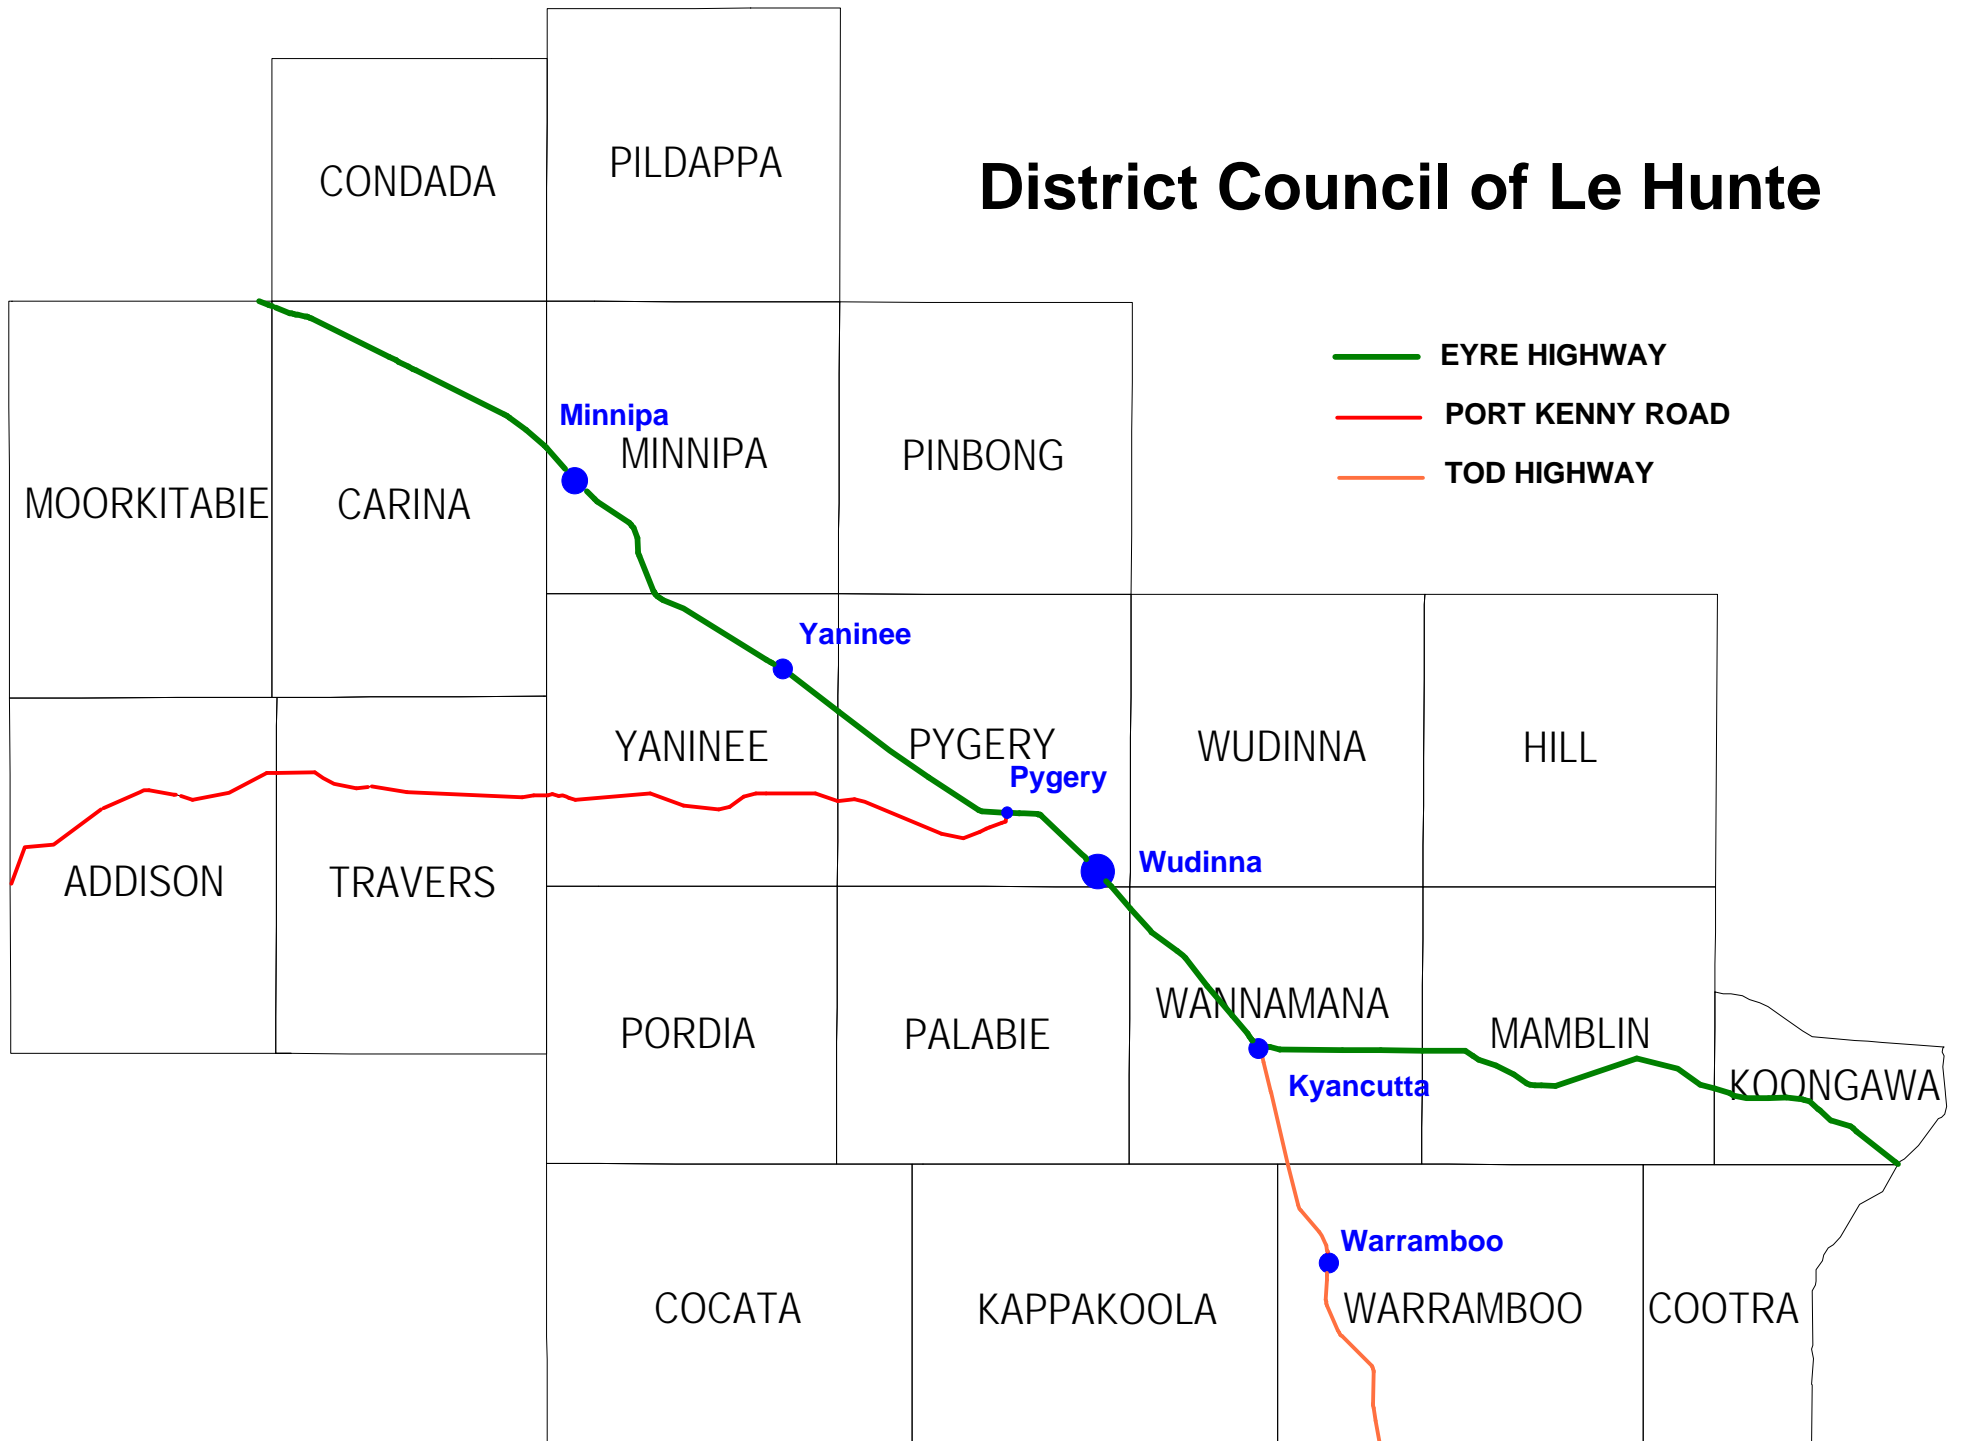 PILDAPPA
CONDADA
District Council of Le Hunte
EYRE HIGHWAY
PORT KENNY ROAD
TOD HIGHWAY
Minnipa
MINNIPA
PINBONG
MOORKITABIE
CARINA
Yaninee
YANINEE
PYGERY
WUDINNA
HILL
Pygery
Wudinna
ADDISON
TRAVERS
WANNAMANA
PORDIA
PALABIE
MAMBLIN
Kyancutta
KOONGAWA
Warramboo
COCATA
KAPPAKOOLA
WARRAMBOO
COOTRA